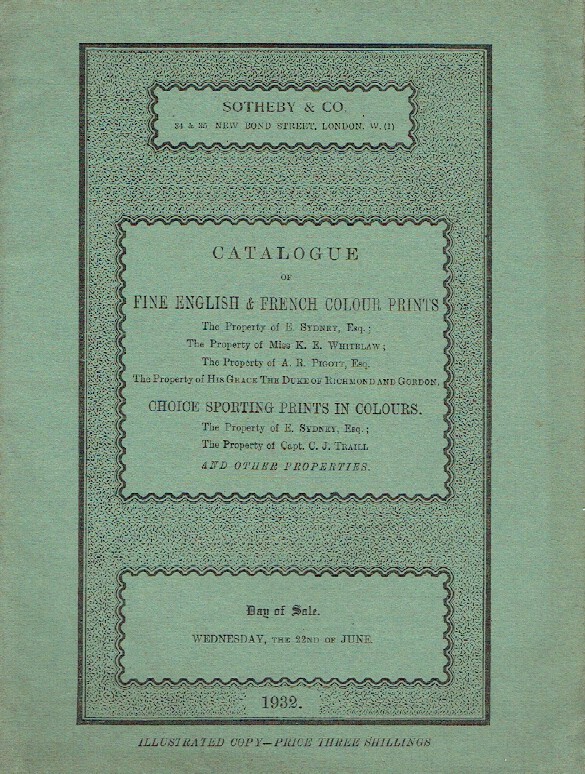 SOTHEBY & CO.
34 & 35 NEW BOND STREET, LONDON, W. (1)
CATALOGUE
OF
FINE ENGLISH & FRENCH COLOUR PRINTS
The Property of E. SYDNEY, Esq.;
The Property of Miss K. E. WHITELAW;
The Property of A. R. PIGOTT, Esq.
The Property of HIS GRACE THE DUKE OF RICHMOND AND GORDON.
CHOICE SPORTING PRINTS IN COLOURS.
The Property of E. SYDNEY, Esq.;
The Property of Capt. C. J. TRAILL
AND OTHER PROPERTIES.
Day of Sale.
WEDNESDAY, THE 22ND OF JUNE.
1932.
ILLUSTRATED COPY—PRICE THREE SHILLINGS